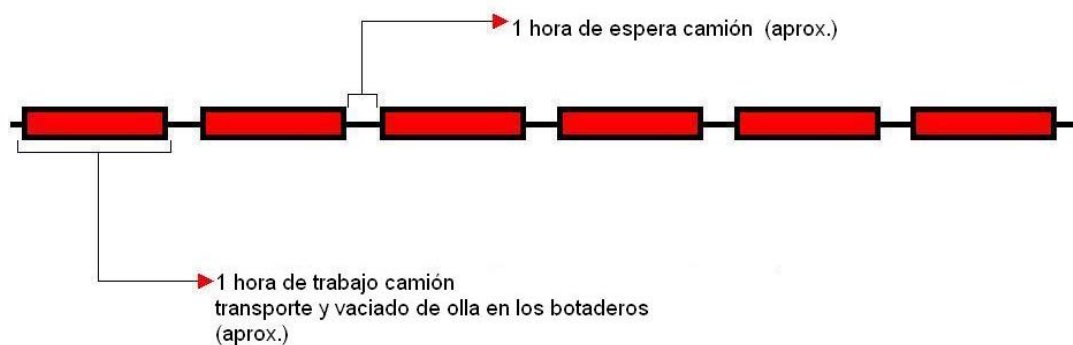 1 hora de espera camión (aprox.)
1 hora de trabajo camión
transporte y vaciado de olla en los botaderos
(aprox.)